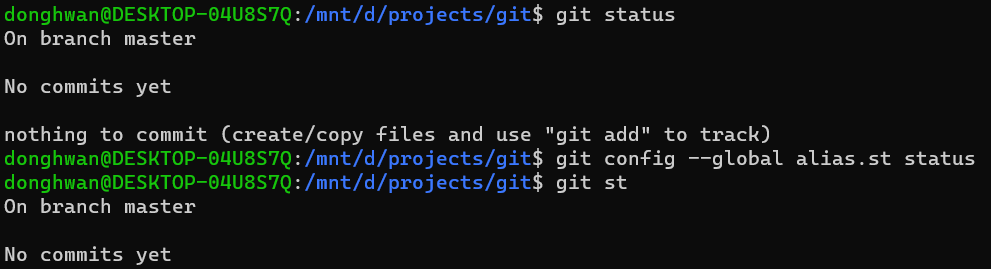 donghwan@DESKTOP-04U8S7Q:/mnt/d/projects/git$ git status
On branch master
No commits yet
nothing to commit (create/copy files and use "git add" to track)
donghwan@DESKTOP-04U8S7Q:/mnt/d/projects/git$ git config --global alias.st status
donghwan@DESKTOP-04U8S7Q:/mnt/d/projects/git$ git st
On branch master
No commits yet